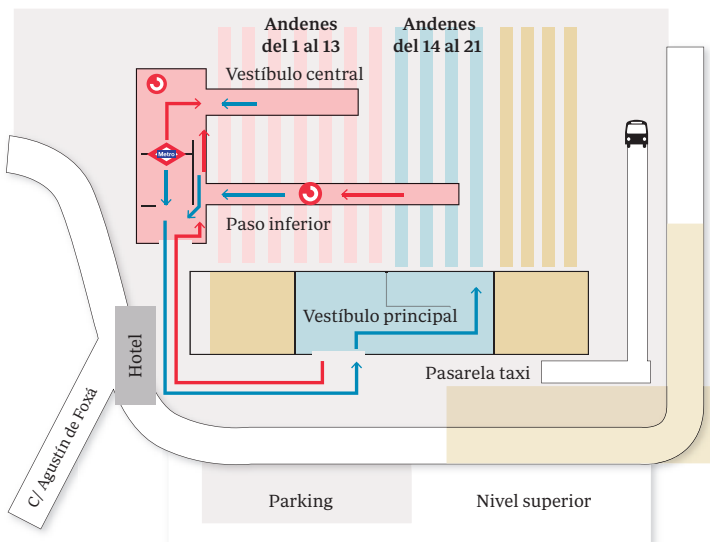 Andenes
del 1 al 13
Andenes
del 14 al 21
Vestíbulo central
Metro
Paso inferior
Vestíbulo principal
Hotel
Pasarela taxi
C/ Agustín de Foxá
Parking
Nivel superior